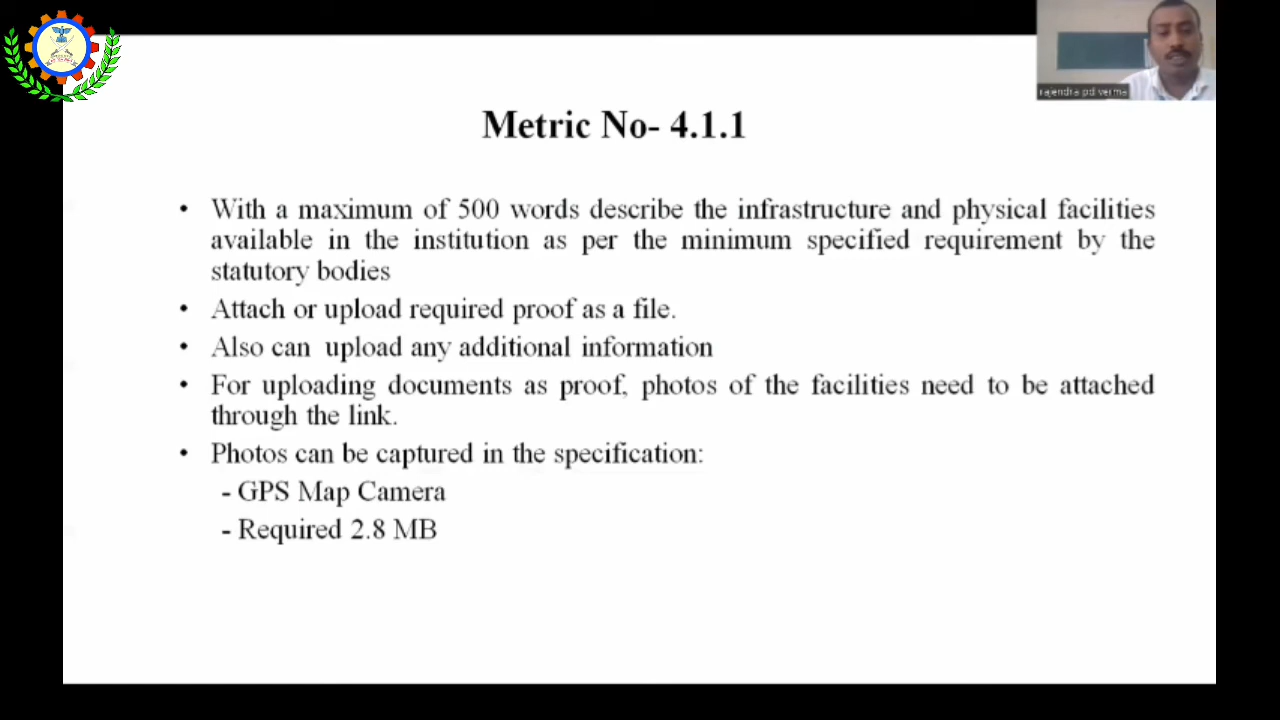 rajendra pd verma
Metric No- 4.1.1
• With a maximum of 500 words describe the infrastructure and physical facilities
available in the institution as per the minimum specified requirement by the
statutory bodies
• Attach or upload required proof as a file.
• Also can upload any additional information
• For uploading documents as proof, photos of the facilities need to be attached
through the link.
• Photos can be captured in the specification:
- GPS Map Camera
- Required 2.8 MB